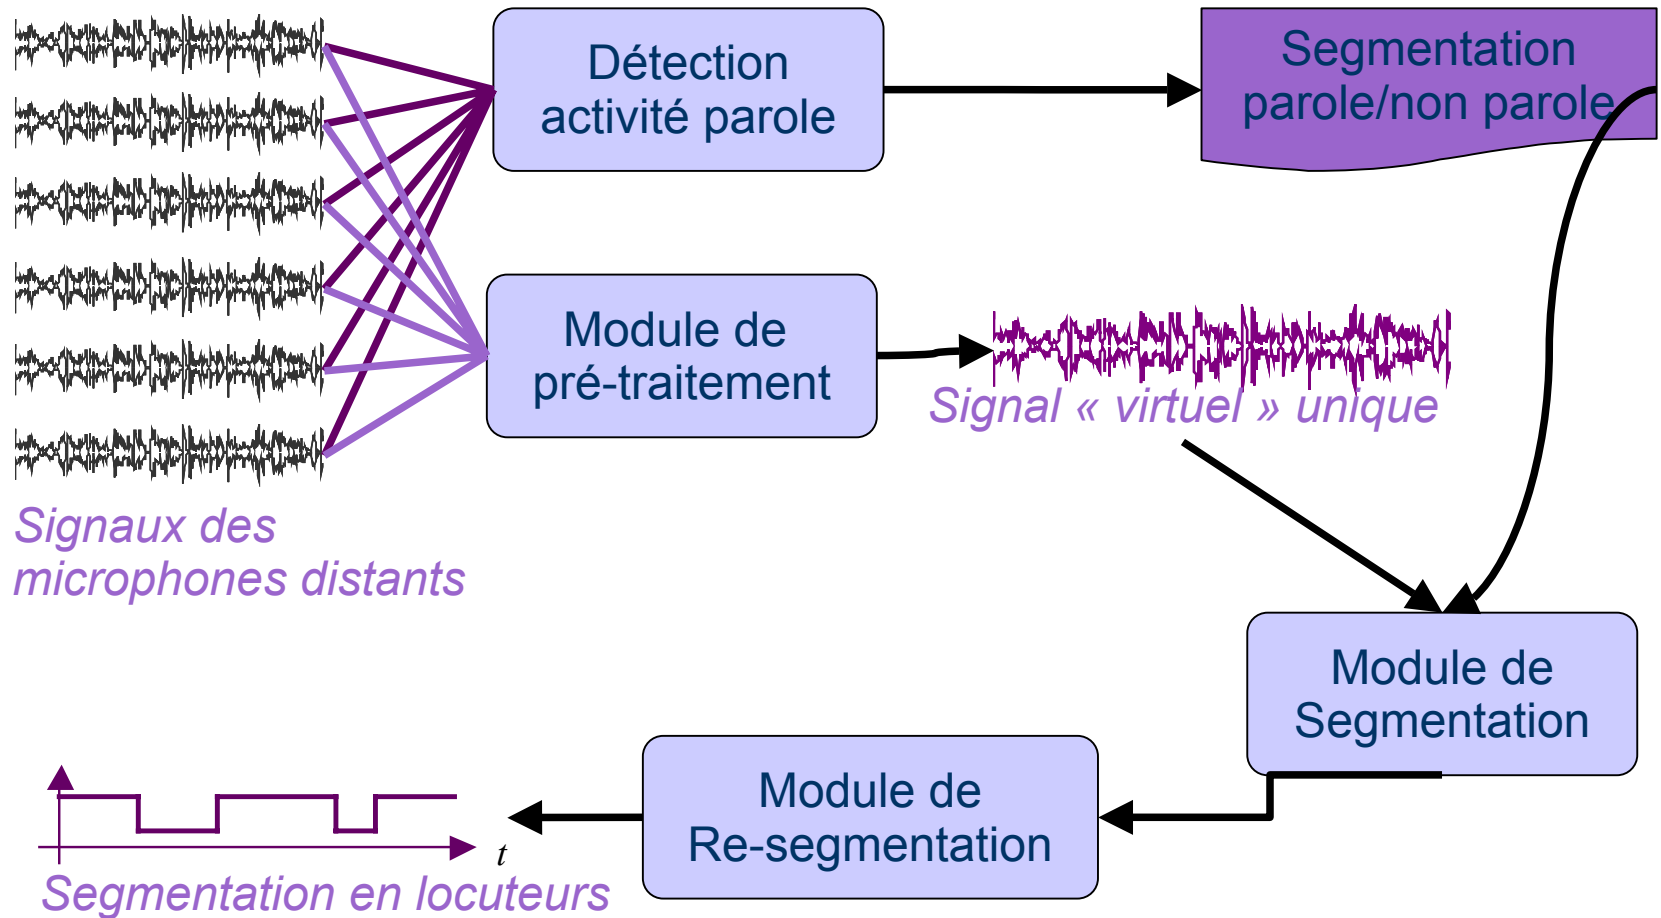 Détection
activité parole
Segmentation
parole/non parole
Module de
pré-traitement
Signal « virtuel » unique
Signaux des
microphones distants
Module de
Segmentation
Module de
Re-segmentation
t
Segmentation en locuteurs